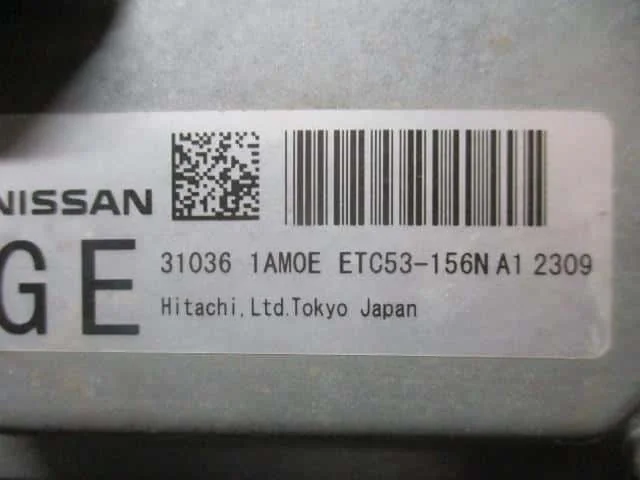 NISSAN
GE
31036 1AM0E ETC53-156N A1 2309
Hitachi,Ltd.Tokyo Japan